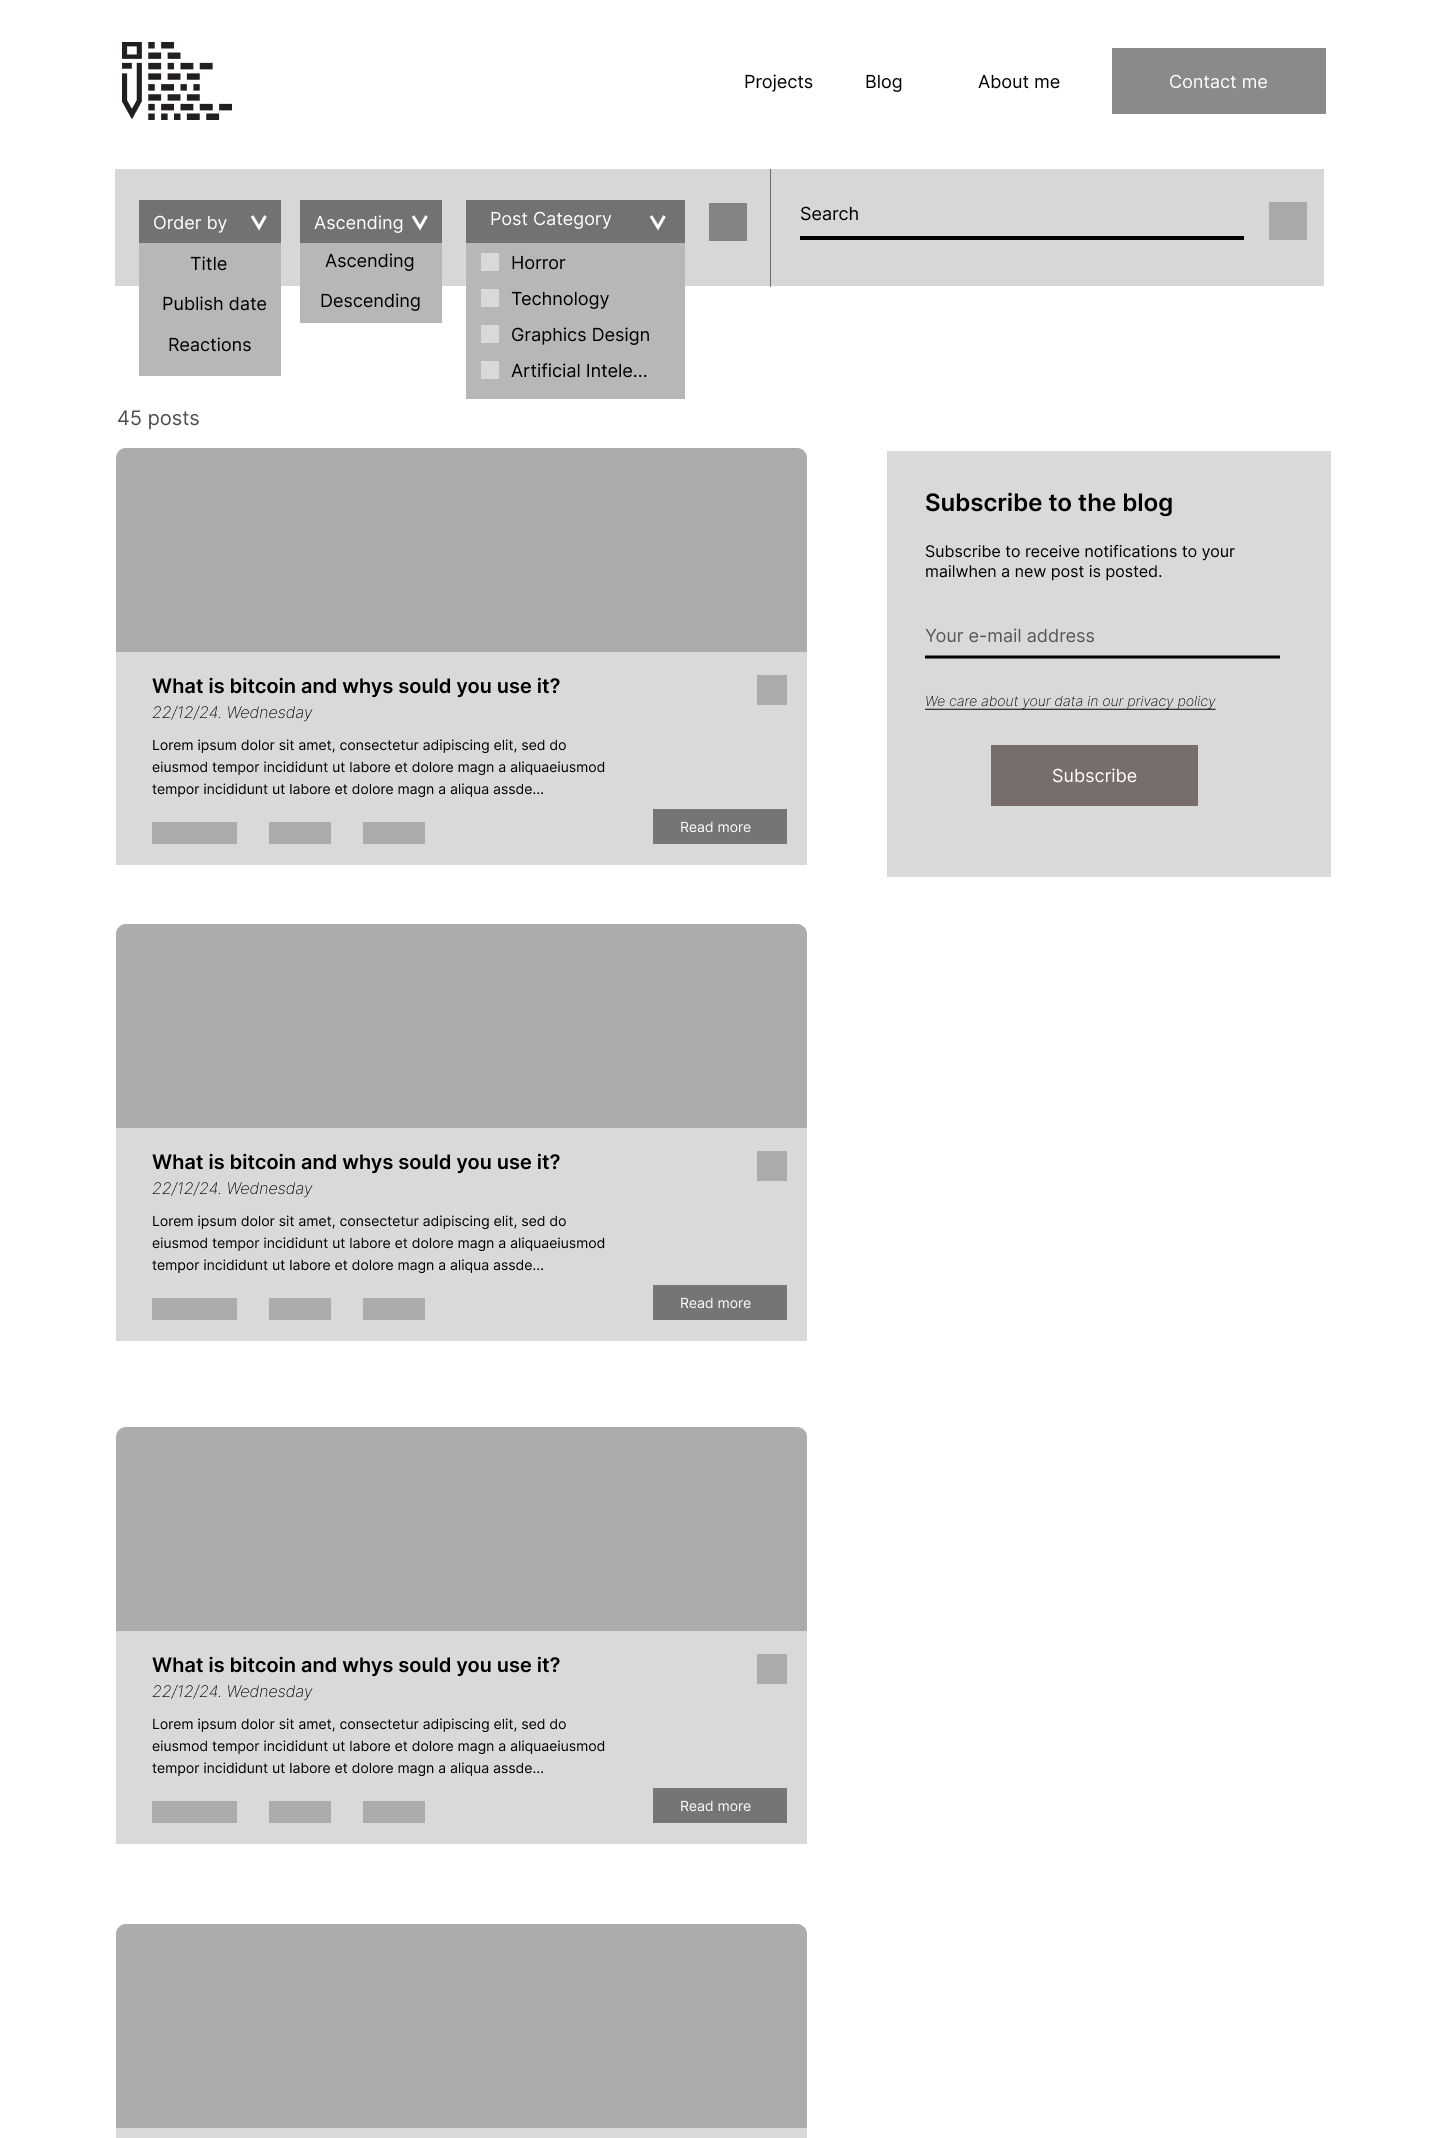 Projects Blog About me Contact me
Order by Ascending Post Category Search
Title
Publish date
Reactions
Ascending
Descending
Horror
Technology
Graphics Design
Artificial Intele...
45 posts
What is bitcoin and whys sould you use it?
22/12/24. Wednesday
Lorem ipsum dolor sit amet, consectetur adipiscing elit, sed do
eiusmod tempor incididunt ut labore et dolore magn a aliquaeiusmod
tempor incididunt ut labore et dolore magn a aliqua assde...
Read more
Subscribe to the blog
Subscribe to receive notifications to your
mailwhen a new post is posted.
Your e-mail address
We care about your data in our privacy policy
Subscribe
What is bitcoin and whys sould you use it?
22/12/24. Wednesday
Lorem ipsum dolor sit amet, consectetur adipiscing elit, sed do
eiusmod tempor incididunt ut labore et dolore magn a aliquaeiusmod
tempor incididunt ut labore et dolore magn a aliqua assde...
Read more
What is bitcoin and whys sould you use it?
22/12/24. Wednesday
Lorem ipsum dolor sit amet, consectetur adipiscing elit, sed do
eiusmod tempor incididunt ut labore et dolore magn a aliquaeiusmod
tempor incididunt ut labore et dolore magn a aliqua assde...
Read more